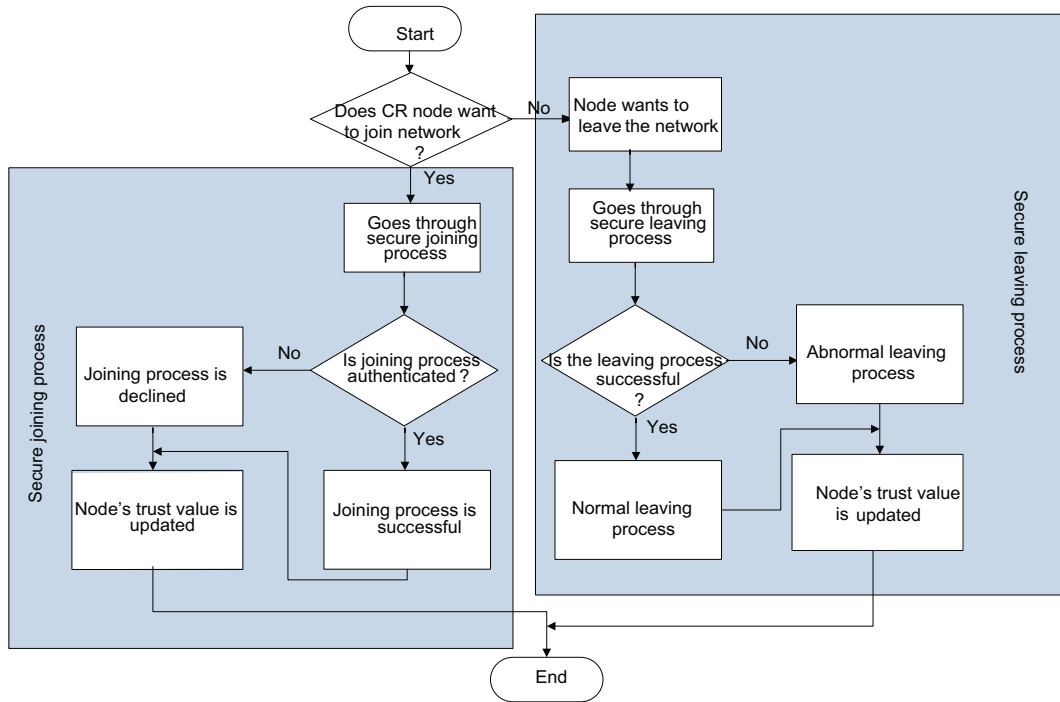 Start
Does CR node want
to join network
?
No
Yes
Node wants to
leave the network
Goes through
secure leaving
process
Is the leaving process
successful
?
No
Yes
Abnormal leaving
process
Normal leaving
process
Node's trust value
is updated
Secure leaving process
Goes through
secure joining
process
Is joining process
authenticated ?
No
Yes
Joining process is
declined
Joining process is
successful
Node's trust value is
updated
Secure joining process
End